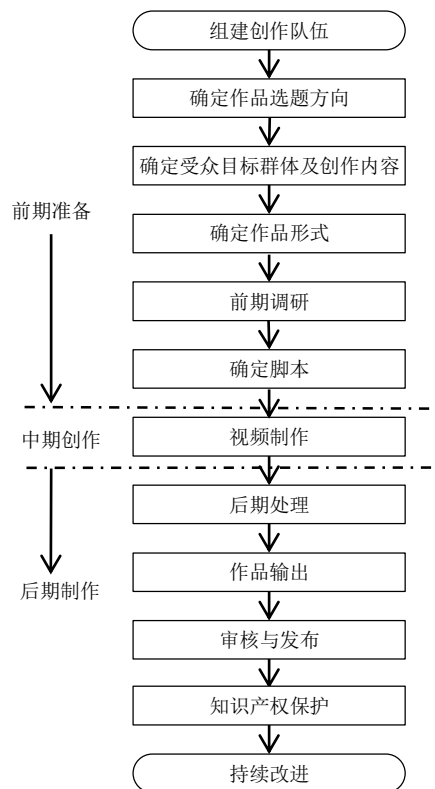 组建创作队伍
确定作品选题方向
确定受众目标群体及创作内容
前期准备
确定作品形式
前期调研
确定脚本
中期创作
视频制作
后期处理
作品输出
后期制作
审核与发布
知识产权保护
持续改进